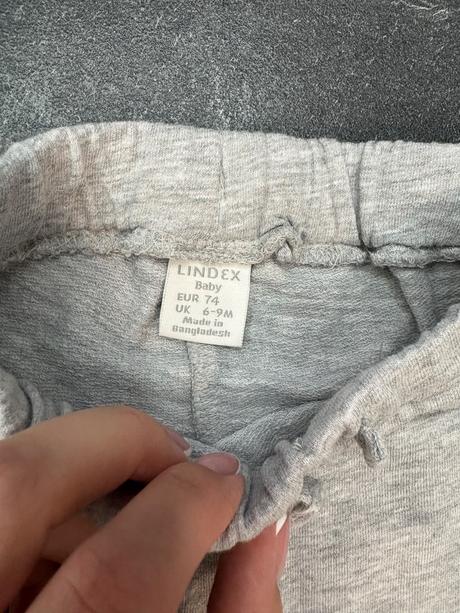 LINDEX
Baby
EUR 74
UK 6-9M
Made in
Bangladesh